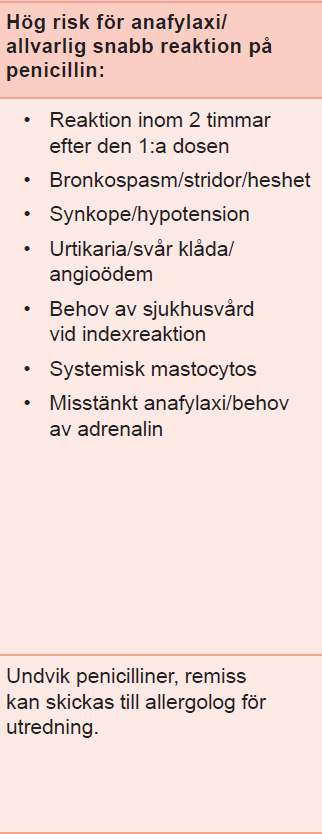 Hög risk för anafylaxi/
allvarlig snabb reaktion på
penicillin:
• Reaktion inom 2 timmar
efter den 1:a dosen
• Bronkospasm/stridor/heshet
• Synkope/hypotension
• Urtikaria/svår klåda/
angioödem
• Behov av sjukhusvård
vid indexreaktion
• Systemisk mastocytos
• Misstänkt anafylaxi/behov
av adrenalin
Undvik penicilliner, remiss
kan skickas till allergolog för
utredning.